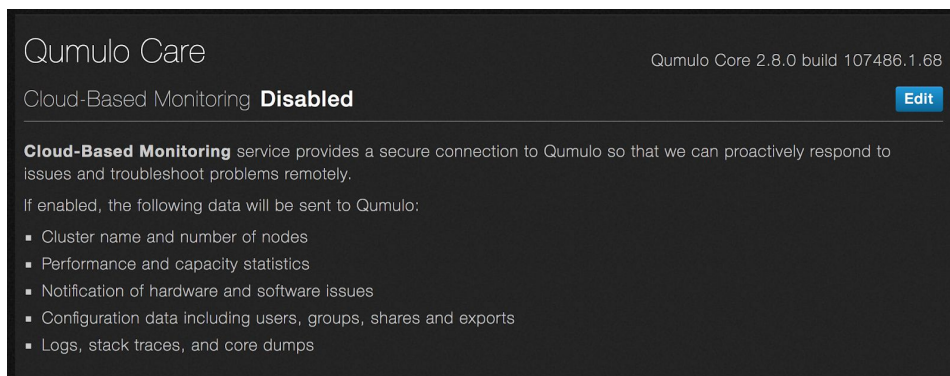 Qumulo Care
Qumulo Core 2.8.0 build 107486.1.68
Cloud-Based Monitoring Disabled
Edit
Cloud-Based Monitoring service provides a secure connection to Qumulo so that we can proactively respond to
issues and troubleshoot problems remotely.
If enabled, the following data will be sent to Qumulo:
▪ Cluster name and number of nodes
▪ Performance and capacity statistics
▪ Notification of hardware and software issues
▪ Configuration data including users, groups, shares and exports
▪ Logs, stack traces, and core dumps